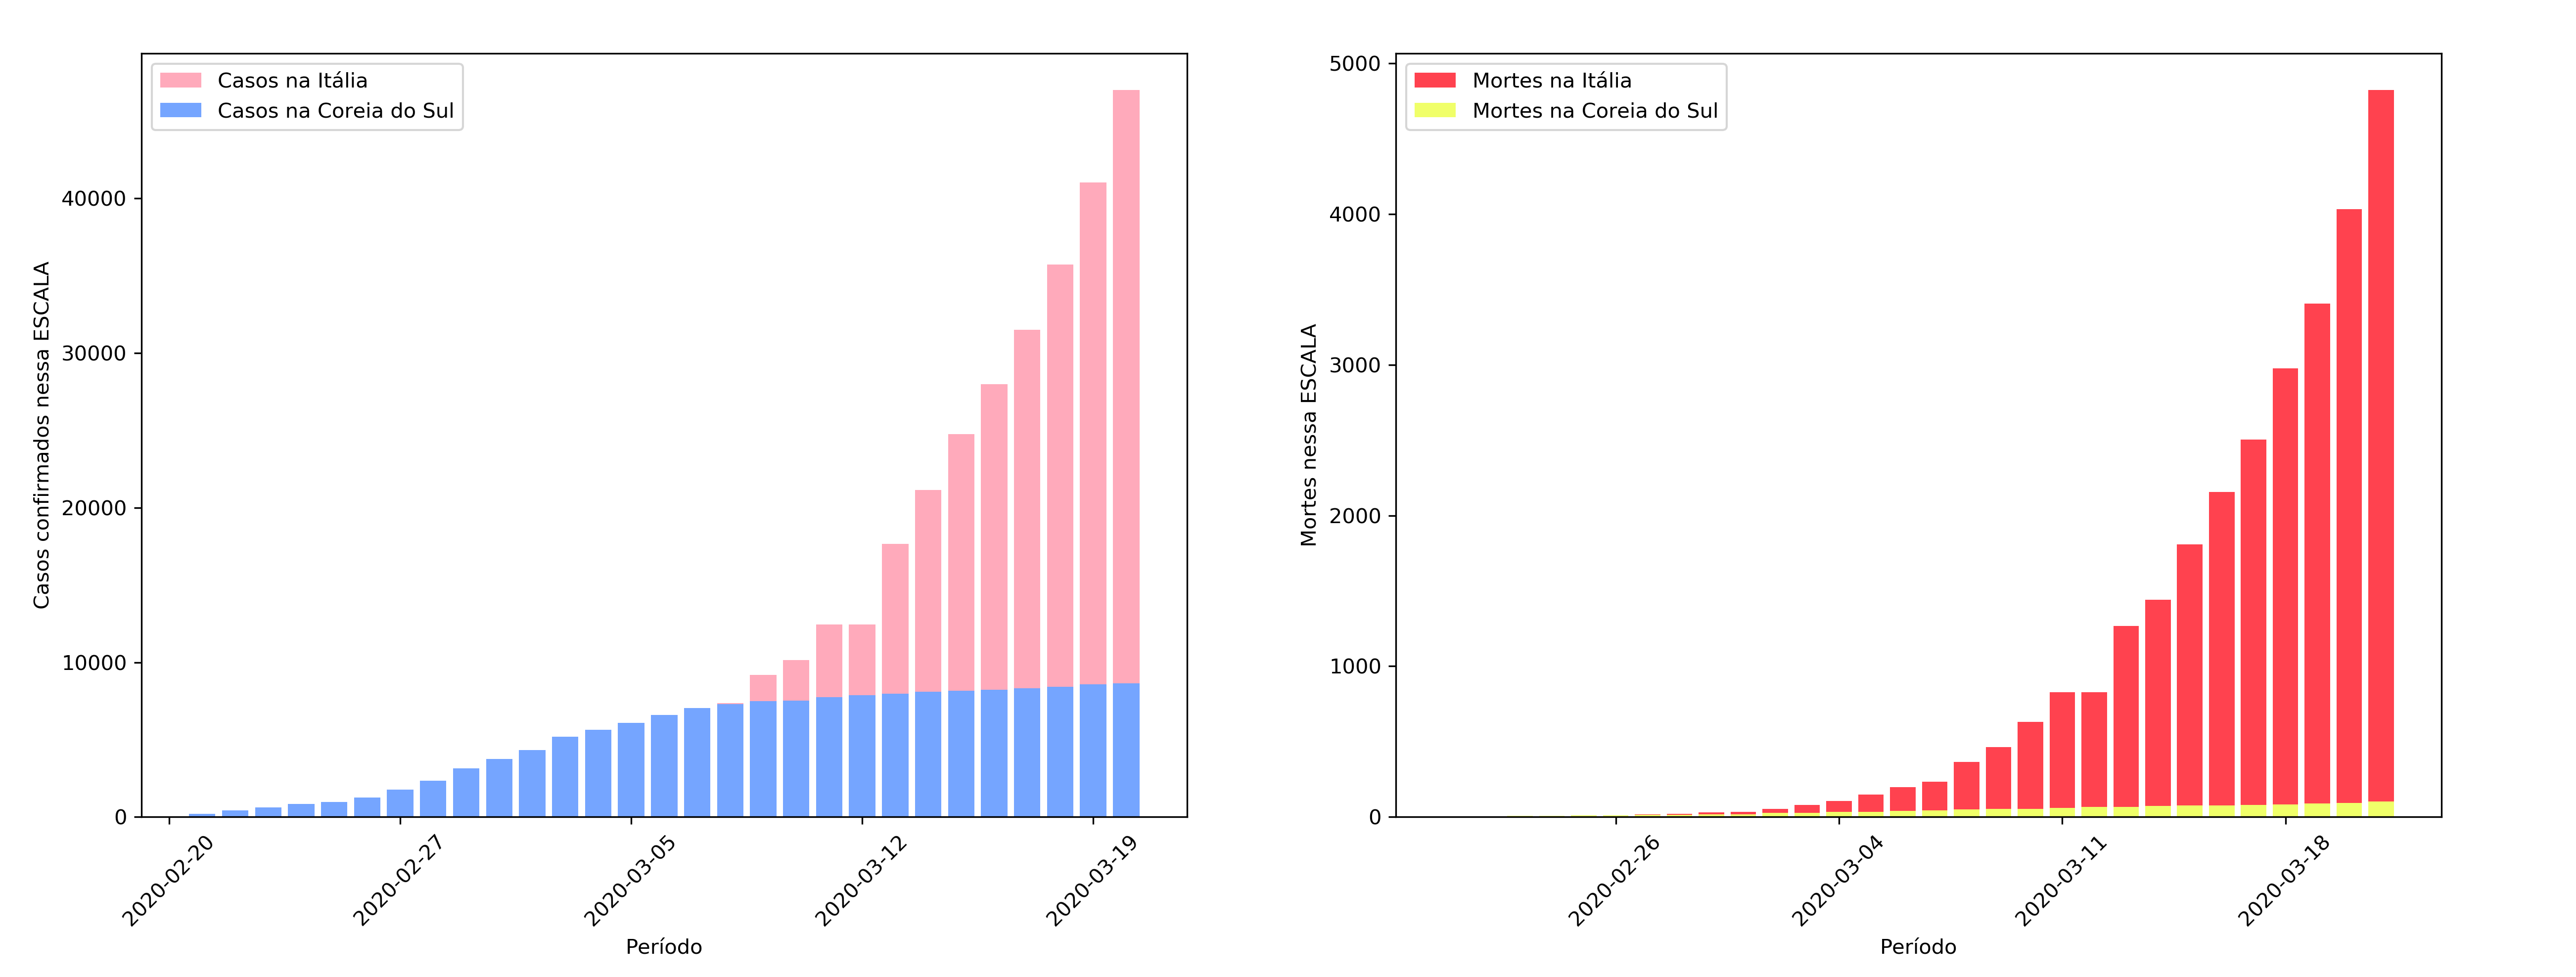 Casos na Itália
Casos na Coreia do Sul
Casos confirmados nessa ESCALA
40000
30000
20000
10000
0
2020-02-20
2020-02-27
2020-03-05
2020-03-12
2020-03-19
Período
Mortes na Itália
Mortes na Coreia do Sul
Mortes nessa ESCALA
5000
4000
3000
2000
1000
0
2020-02-26
2020-03-04
2020-03-11
2020-03-18
Período